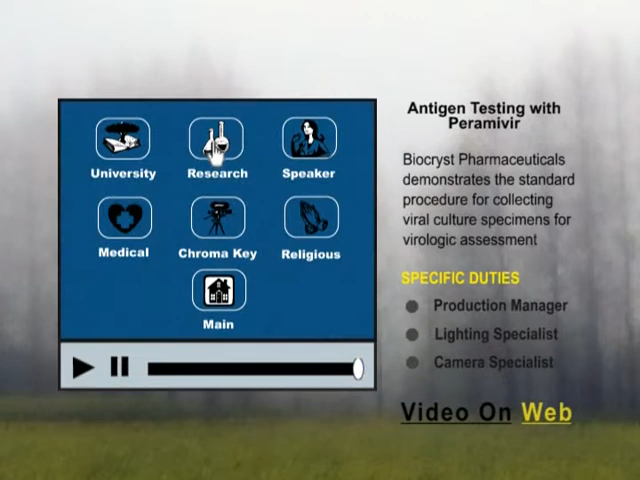 University
Research
Speaker
Medical
Chroma Key
Religious
Main
Antigen Testing with
Peramivir
Biocryst Pharmaceuticals
demonstrates the standard
procedure for collecting
viral culture specimens for
virologic assessment
SPECIFIC DUTIES
Production Manager
Lighting Specialist
Camera Specialist
Video On Web